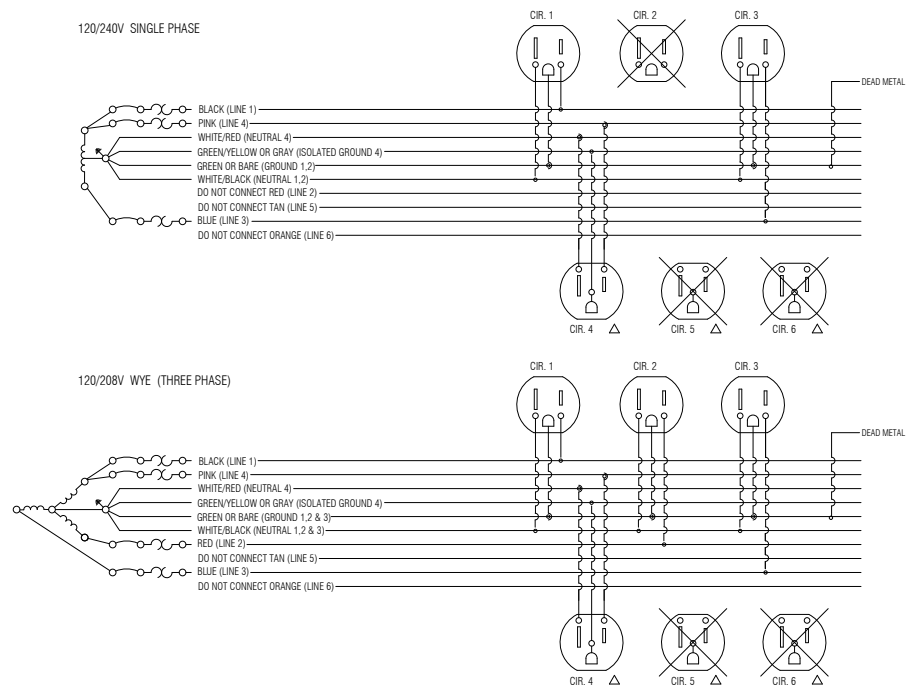 CIR. 1 CIR. 2 CIR. 3
120/240V SINGLE PHASE
DEAD METAL
BLACK (LINE 1)
PINK (LINE 4)
WHITE/RED (NEUTRAL 4)
GREEN/YELLOW OR GRAY (ISOLATED GROUND 4)
GREEN OR BARE (GROUND 1,2)
WHITE/BLACK (NEUTRAL 1,2)
DO NOT CONNECT RED (LINE 2)
DO NOT CONNECT TAN (LINE 5)
BLUE (LINE 3)
DO NOT CONNECT ORANGE (LINE 6)
CIR. 4 CIR. 5 CIR. 6
CIR. 1 CIR. 2 CIR. 3
120/208V WYE (THREE PHASE)
DEAD METAL
BLACK (LINE 1)
PINK (LINE 4)
WHITE/RED (NEUTRAL 4)
GREEN/YELLOW OR GRAY (ISOLATED GROUND 4)
GREEN OR BARE (GROUND 1,2 & 3)
WHITE/BLACK (NEUTRAL 1,2 & 3)
RED (LINE 2)
DO NOT CONNECT TAN (LINE 5)
BLUE (LINE 3)
DO NOT CONNECT ORANGE (LINE 6)
CIR. 4 CIR. 5 CIR. 6